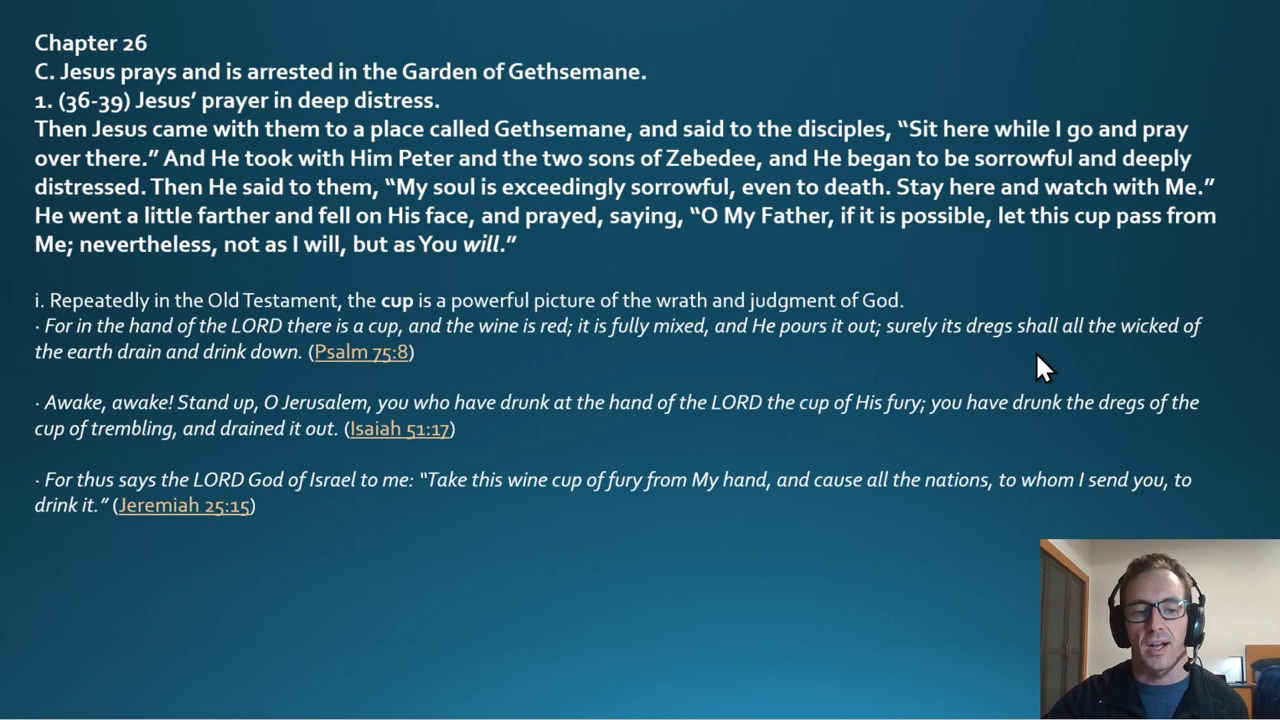 Chapter 26
C. Jesus prays and is arrested in the Garden of Gethsemane.
1. (36-39) Jesus’ prayer in deep distress.
Then Jesus came with them to a place called Gethsemane, and said to the disciples, “Sit here while I go and pray
over there.” And He took with Him Peter and the two sons of Zebedee, and He began to be sorrowful and deeply
distressed. Then He said to them, “My soul is exceedingly sorrowful, even to death. Stay here and watch with Me.”
He went a little farther and fell on His face, and prayed, saying, “O My Father, if it is possible, let this cup pass from
Me; nevertheless, not as I will, but as You will.”
i. Repeatedly in the Old Testament, the cup is a powerful picture of the wrath and judgment of God.
· For in the hand of the LORD there is a cup, and the wine is red; it is fully mixed, and He pours it out; surely its dregs shall all the wicked of
the earth drain and drink down. (Psalm 75:8)
· Awake, awake! Stand up, O Jerusalem, you who have drunk at the hand of the LORD the cup of His fury; you have drunk the dregs of the
cup of trembling, and drained it out. (Isaiah 51:17)
· For thus says the LORD God of Israel to me: “Take this wine cup of fury from My hand, and cause all the nations, to whom I send you, to
drink it.” (Jeremiah 25:15)